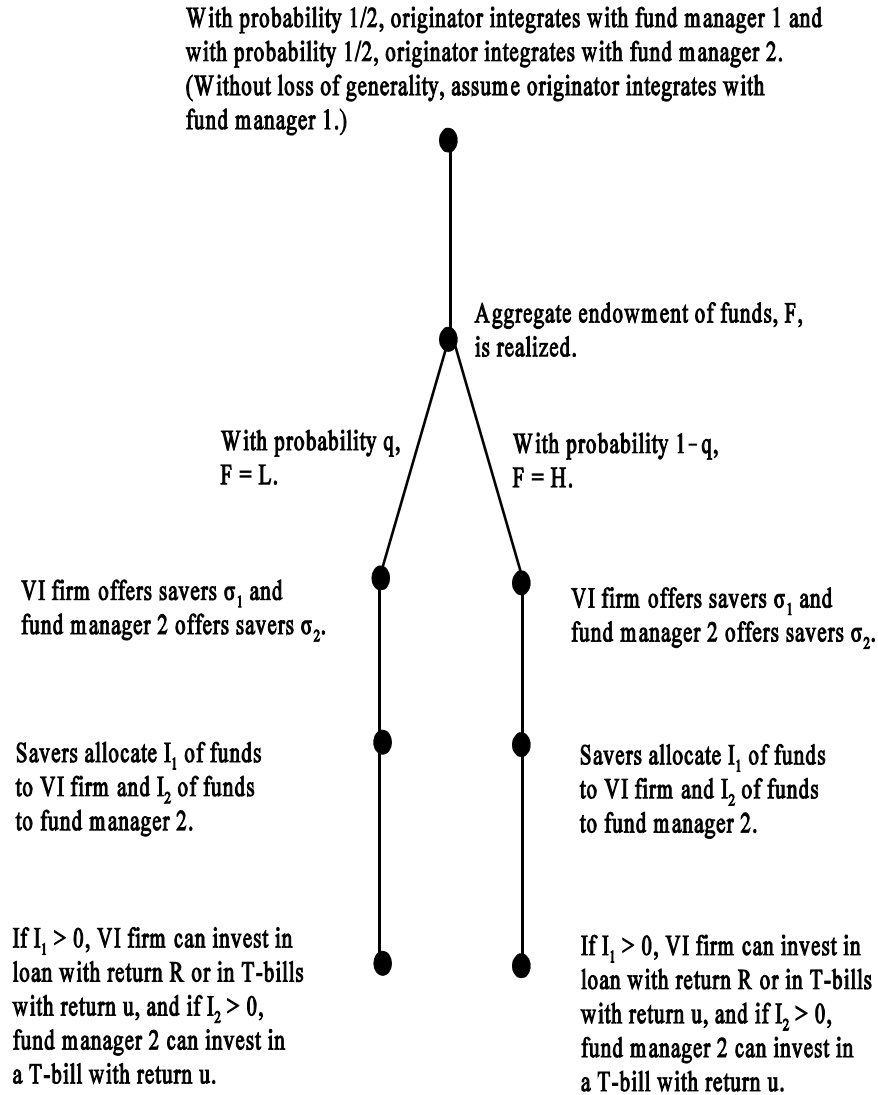 With probability 1/2, originator integrates with fund manager 1 and
with probability 1/2, originator integrates with fund manager 2.
(Without loss of generality, assume originator integrates with
fund manager 1.)
Aggregate endowment of funds, F,
is realized.
With probability q,
F = L.
With probability 1-q,
F = H.
VI firm offers savers σ₁ and
fund manager 2 offers savers σ₂.
VI firm offers savers σ₁ and
fund manager 2 offers savers σ₂.
Savers allocate I₁ of funds
to VI firm and I₂ of funds
to fund manager 2.
Savers allocate I₁ of funds
to VI firm and I₂ of funds
to fund manager 2.
If I₁ > 0, VI firm can invest in
loan with return R or in T-bills
with return u, and if I₂ > 0,
fund manager 2 can invest in
a T-bill with return u.
If I₁ > 0, VI firm can invest in
loan with return R or in T-bills
with return u, and if I₂ > 0,
fund manager 2 can invest in
a T-bill with return u.